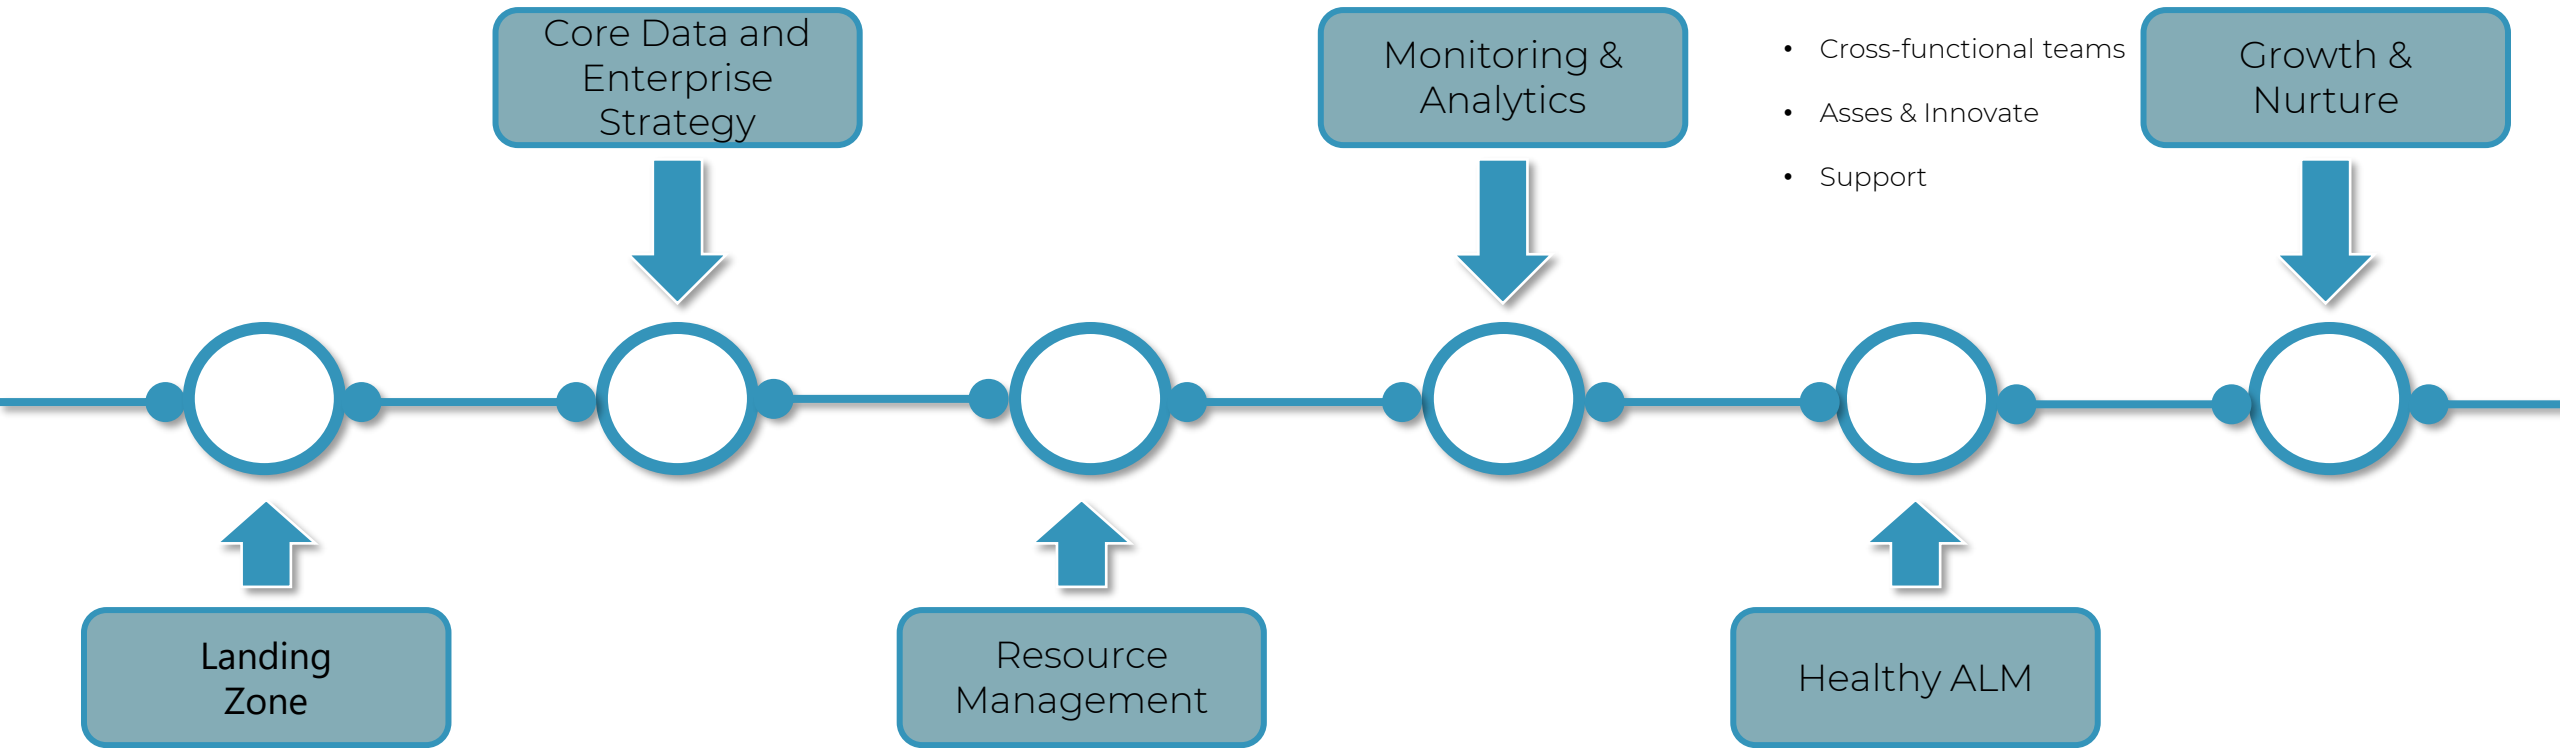 Core Data and
Enterprise
Strategy
Monitoring &
Analytics
• Cross-functional teams
• Asses & Innovate
• Support
Growth &
Nurture
Landing
Zone
Resource
Management
Healthy ALM